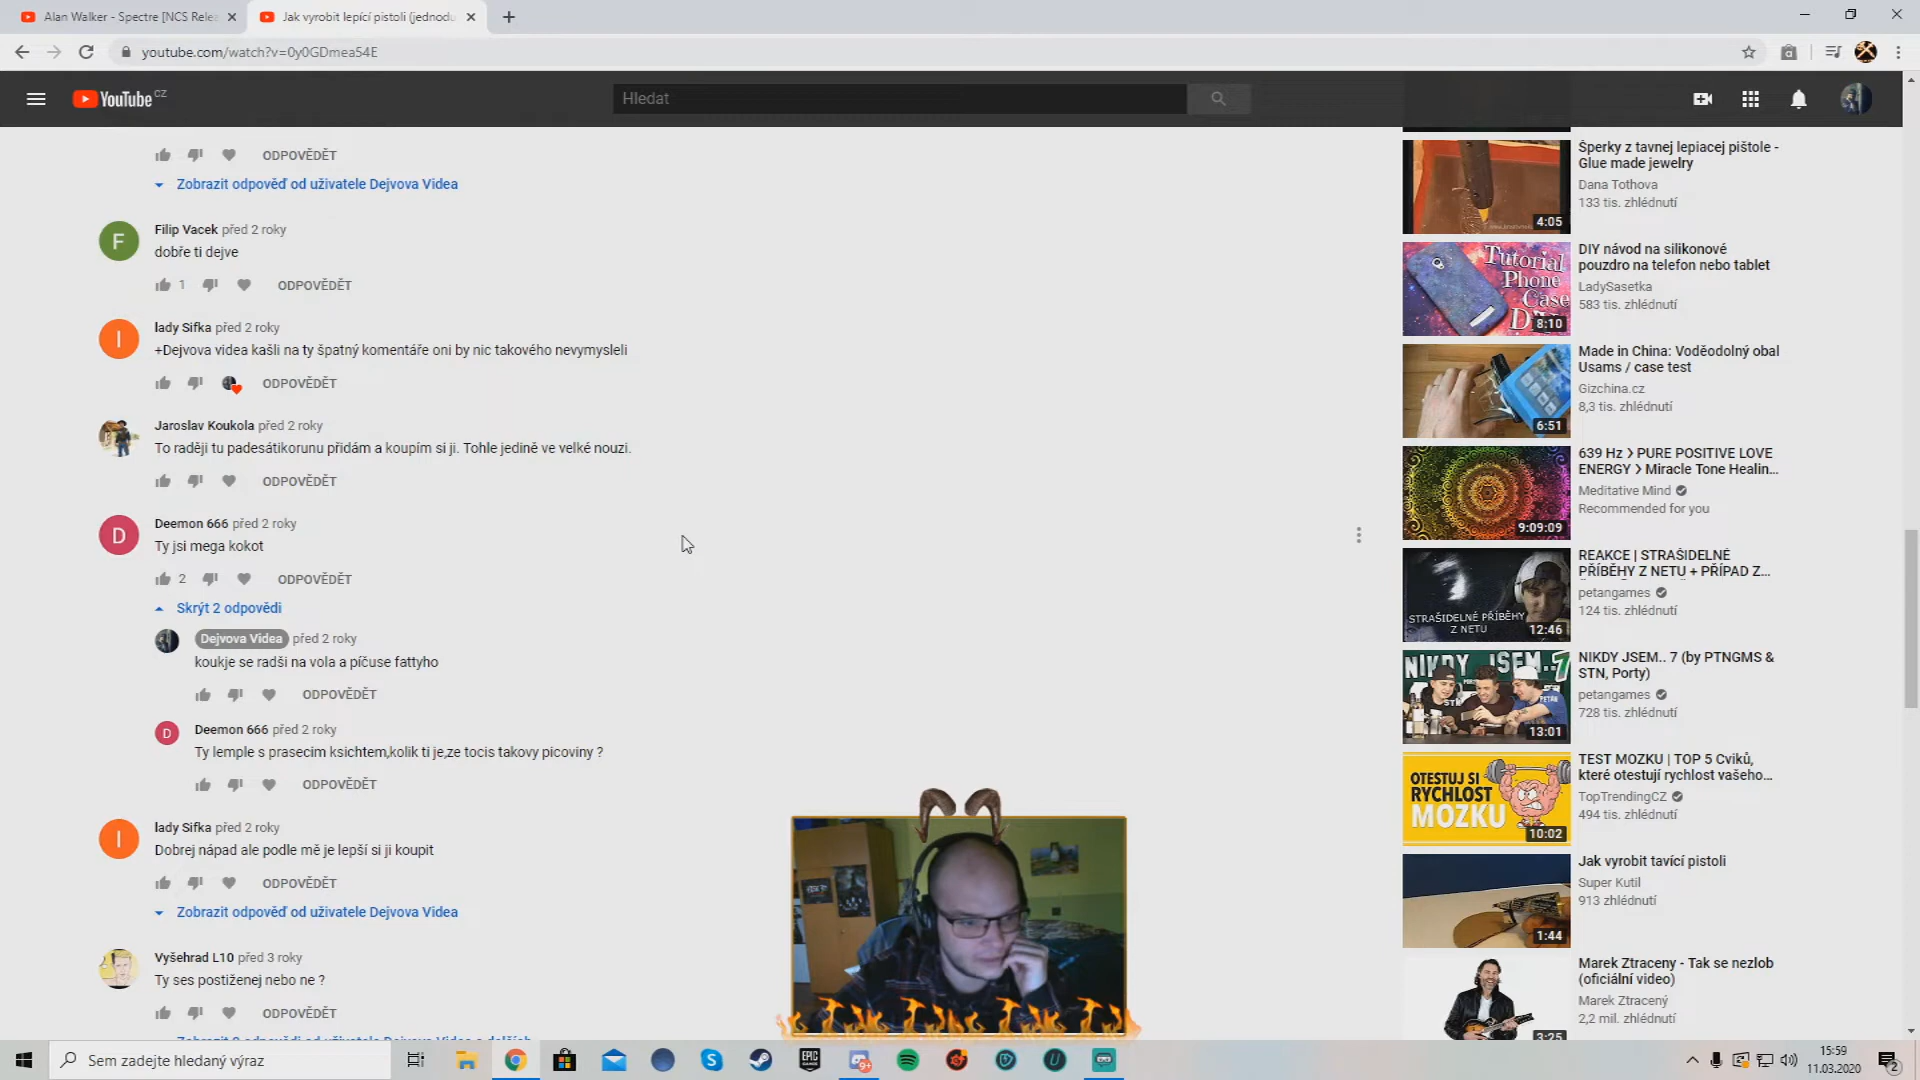 Alan Walker - Spectre [NCS Relea
Jak vyrobit lepící pistoli (jednodu
youtube.com/watch?v=0y0GDmea54E
YouTube CZ
Hledat
ODPOVĚDĚT
Zobrazit odpověď od uživatele Dejvova Videa
F
Filip Vacek před 2 roky
dobře ti dejve
1 ODPOVĚDĚT
I
lady Sifka před 2 roky
+Dejvova videa kašli na ty špatný komentáře oni by nic takového nevymysleli
ODPOVĚDĚT
Jaroslav Koukola před 2 roky
To raději tu padesátikorunu přidám a koupím si ji. Tohle jedině ve velké nouzi.
ODPOVĚDĚT
D
Deemon 666 před 2 roky
Ty jsi mega kokot
2 ODPOVĚDĚT
Skrýt 2 odpovědi
Dejvova Videa před 2 roky
koukje se radši na vola a píčuse fattyho
ODPOVĚDĚT
D
Deemon 666 před 2 roky
Ty lemple s prasecim ksichtem,kolik ti je,ze tocis takovy picoviny ?
ODPOVĚDĚT
I
lady Sifka před 2 roky
Dobrej nápad ale podle mě je lepší si ji koupit
ODPOVĚDĚT
Zobrazit odpověď od uživatele Dejvova Videa
Vyšehrad L10 před 3 roky
Ty ses postiženej nebo ne ?
ODPOVĚDĚT
4:05
Šperky z tavnej lepiacej pištole -
Glue made jewelry
Dana Tothova
133 tis. zhlédnutí
Tutorial
Phone
Case
8:10
DIY návod na silikonové
pouzdro na telefon nebo tablet
LadySasetka
583 tis. zhlédnutí
6:51
Made in China: Voděodolný obal
Usams / case test
Gizchina.cz
8,3 tis. zhlédnutí
9:09:09
639 Hz ❯ PURE POSITIVE LOVE
ENERGY ❯ Miracle Tone Healin...
Meditative Mind
Recommended for you
STRAŠIDELNÉ PŘÍBĚHY
Z NETU
12:46
REAKCE | STRAŠIDELNÉ
PŘÍBĚHY Z NETU + PŘÍPAD Z...
petangames
124 tis. zhlédnutí
NIKDY JSEM.. 7
13:01
NIKDY JSEM.. 7 (by PTNGMS &
STN, Porty)
petangames
728 tis. zhlédnutí
OTESTUJ SI
RYCHLOST
MOZKU
10:02
TEST MOZKU | TOP 5 Cviků,
které otestují rychlost vašeho...
TopTrendingCZ
494 tis. zhlédnutí
1:44
Jak vyrobit tavící pistoli
Super Kutil
913 zhlédnutí
3:25
Marek Ztraceny - Tak se nezlob
(oficiální video)
Marek Ztracený
2,2 mil. zhlédnutí
Sem zadejte hledaný výraz
EPIC
9+
15:59
11.03.2020
2